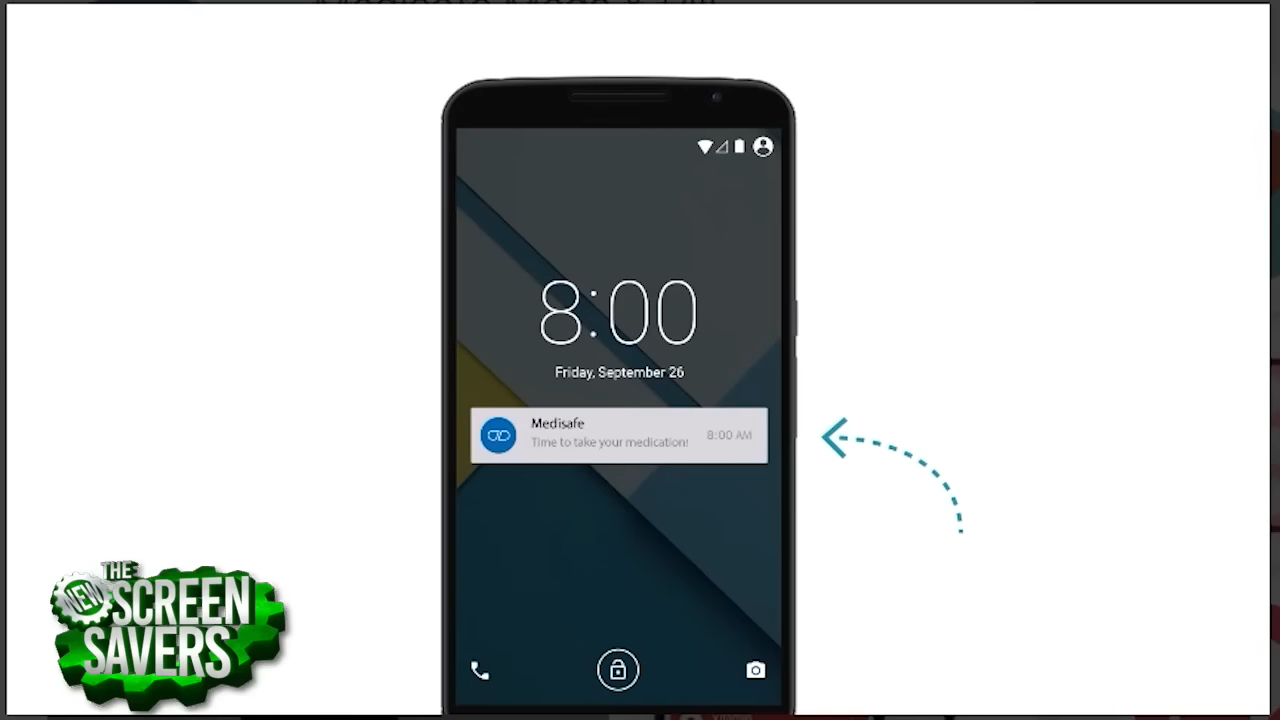 8:00
Friday, September 26
Medisafe
Time to take your medication!
8:00 AM
THE
NEW
SCREEN
SAVERS